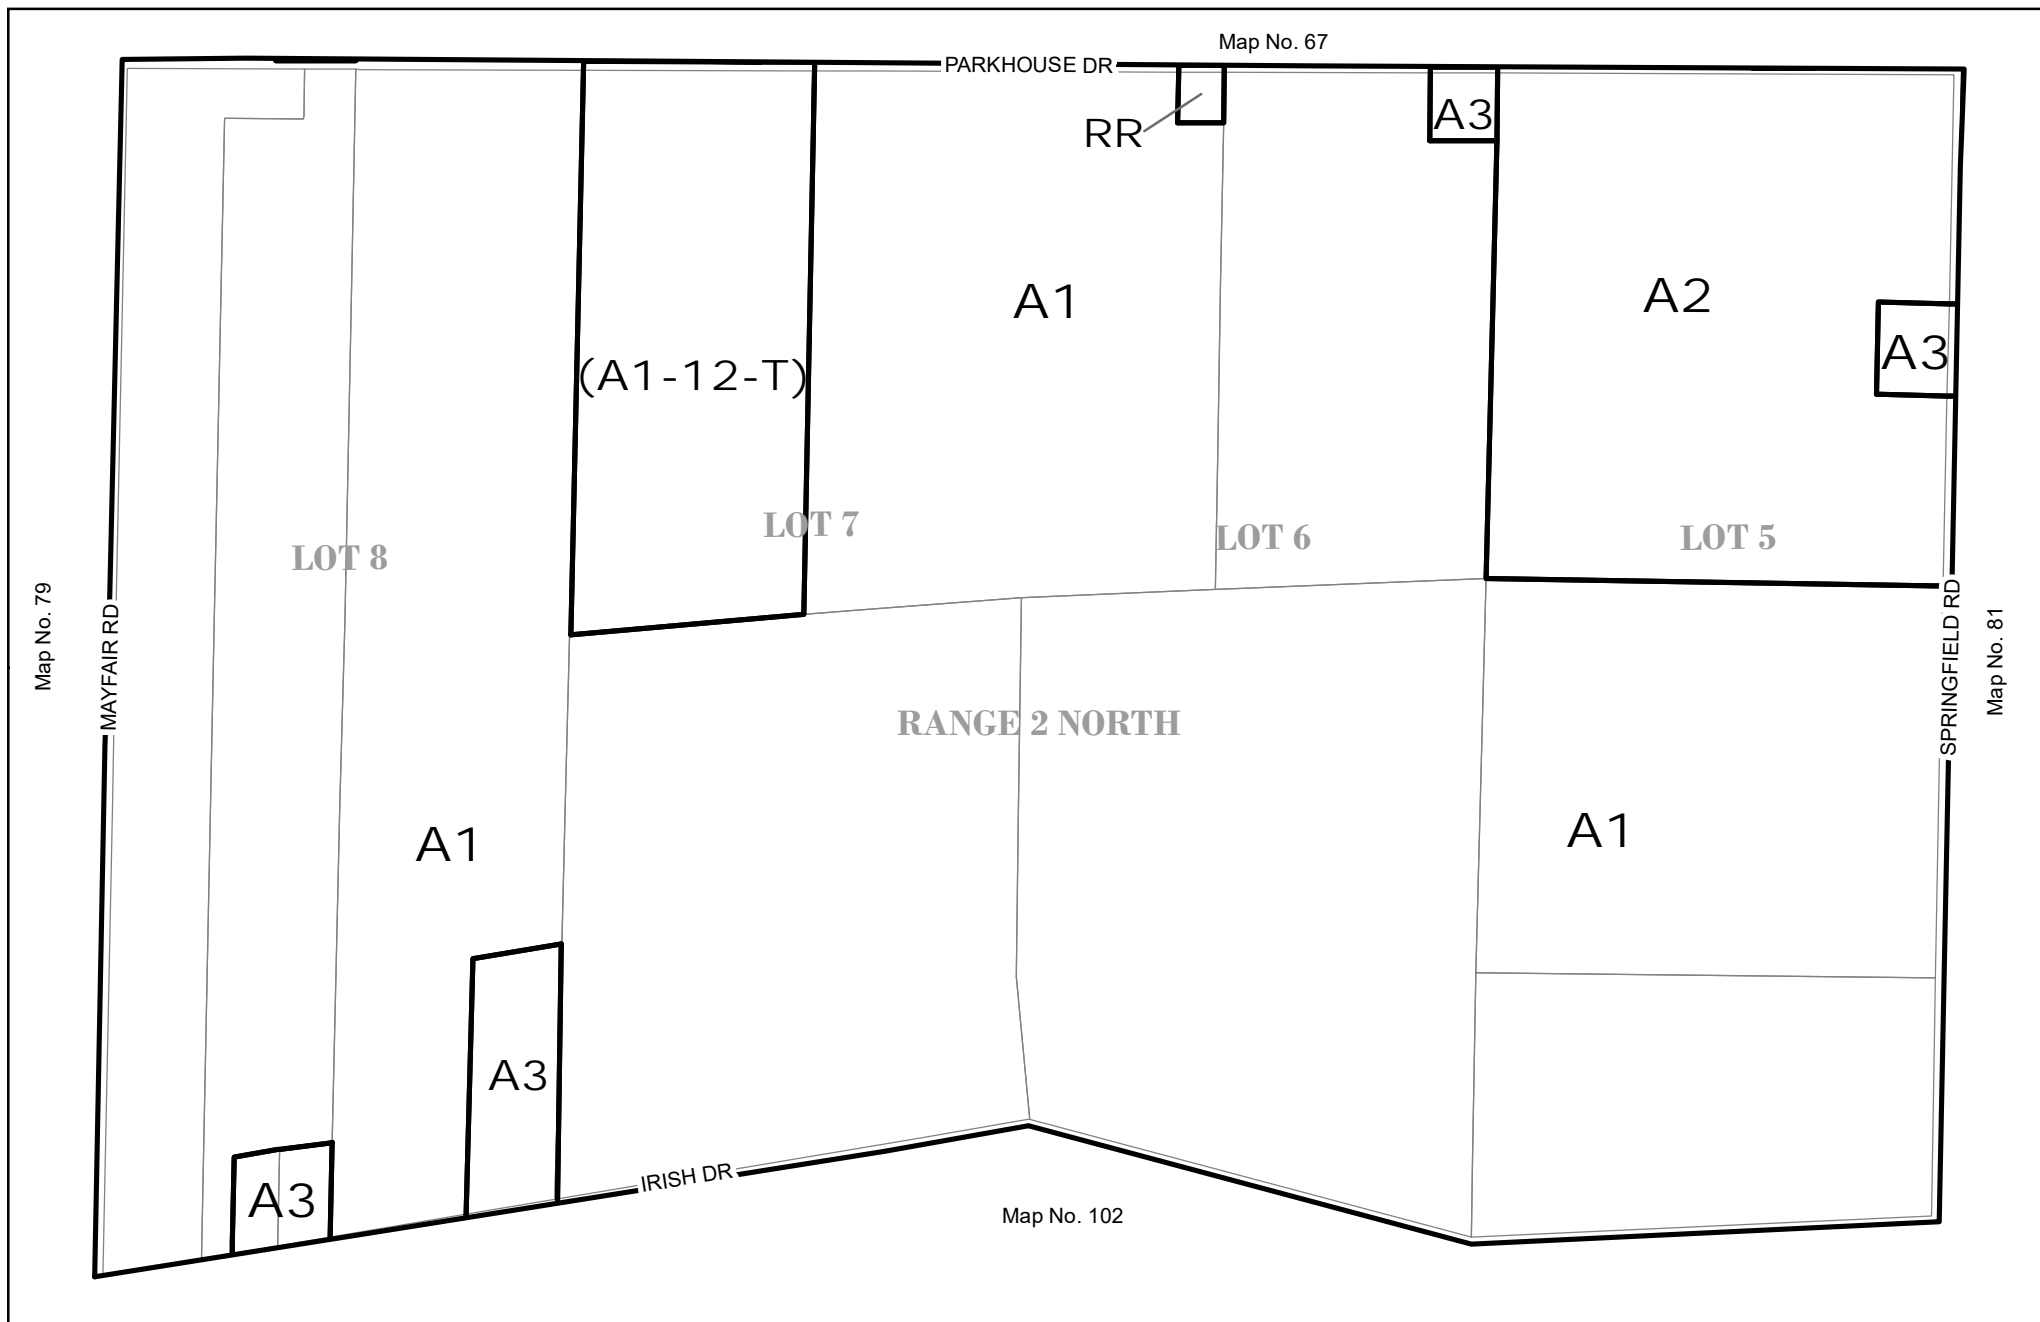 Map No. 67
PARKHOUSE DR
RR
A3
A1
A2
A3
(A1-12-T)
LOT 7
LOT 6
LOT 5
LOT 8
Map No. 79
MAYFAIR RD
SPRINGFIELD RD
Map No. 81
RANGE 2 NORTH
A1
A1
A3
A3
IRISH DR
Map No. 102